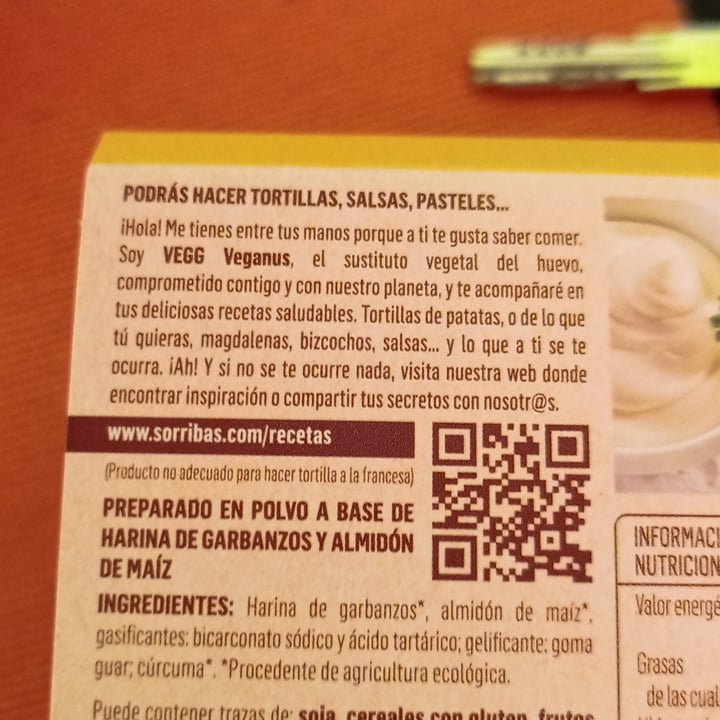 PODRÁS HACER TORTILLAS, SALSAS, PASTELES...
¡Hola! Me tienes entre tus manos porque a ti te gusta saber comer.
Soy VEGG Veganus, el sustituto vegetal del huevo,
comprometido contigo y con nuestro planeta, y te acompañaré en
tus deliciosas recetas saludables. Tortillas de patatas, o de lo que
tú quieras, magdalenas, bizcochos, salsas... y lo que a ti se te
ocurra. ¡Ah! Y si no se te ocurre nada, visita nuestra web donde
encontrar inspiración o compartir tus secretos con nosotr@s.
www.sorribas.com/recetas
(Producto no adecuado para hacer tortilla a la francesa)
PREPARADO EN POLVO A BASE DE
HARINA DE GARBANZOS Y ALMIDÓN
DE MAÍZ
INGREDIENTES: Harina de garbanzos*, almidón de maíz*,
gasificantes: bicarconato sódico y ácido tartárico; gelificante: goma
guar; cúrcuma*. *Procedente de agricultura ecológica.
Puede contener trazas de: soja, cereales con gluten, frutos
INFORMACI
NUTRICION
Valor energé
Grasas
de las cual